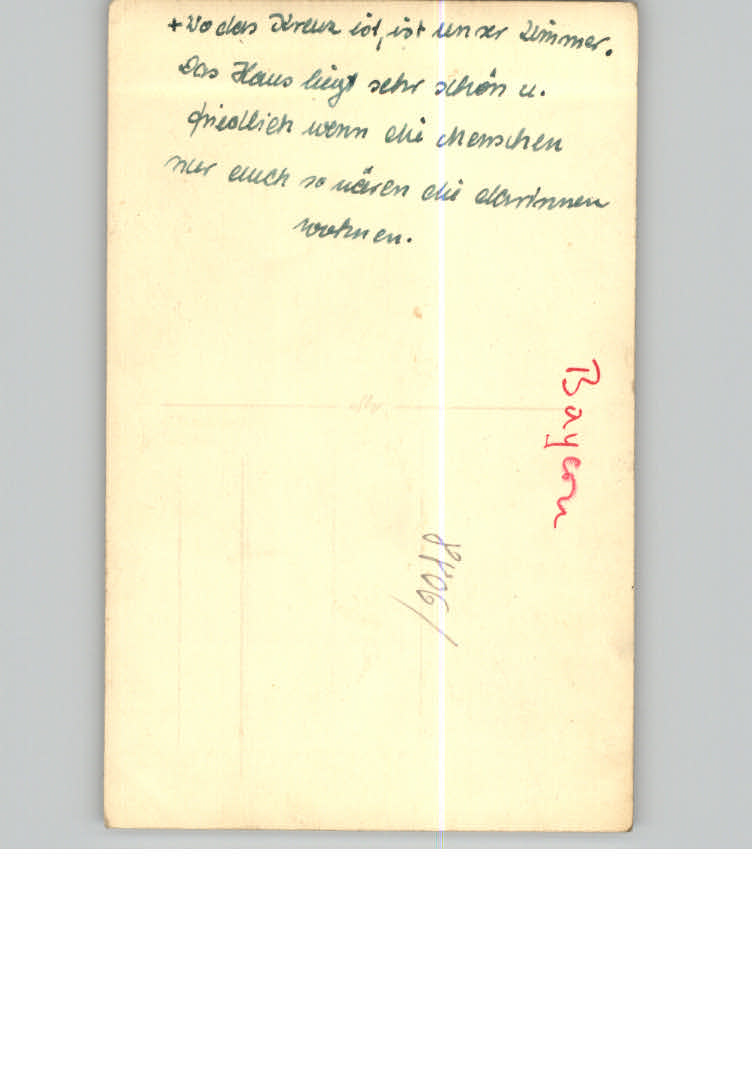 + Wo das Kreuz ist, ist unser Zimmer.
Das Haus liegt sehr schön u.
friedlich wenn die Menschen
nur auch so wären die darinnen
wohnen.
Bayern